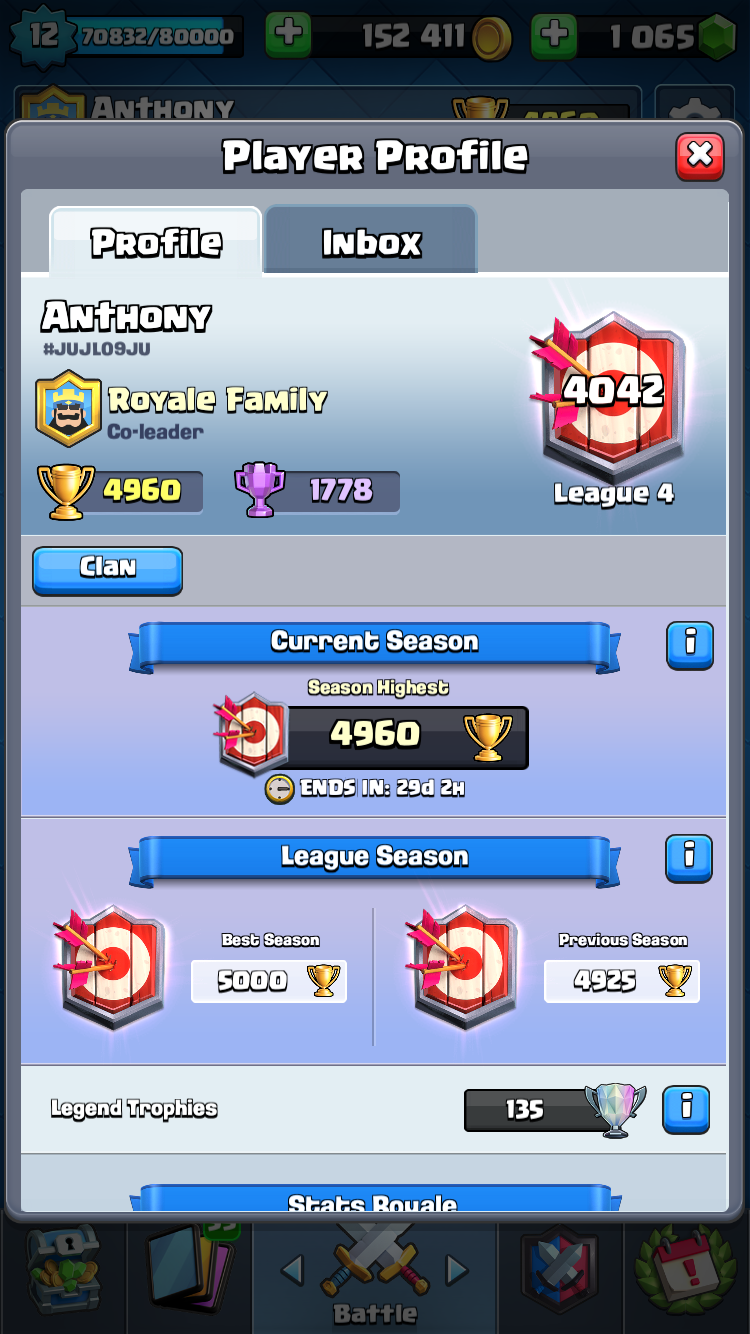 12 70832/80000 152 411 1 065
Anthony 4960
Player Profile
Profile Inbox
Anthony
#JUJL09JU
Royale Family
Co-leader
4042
4960 1778
League 4
Clan
Current Season
i
Season Highest
4960
ENDS IN: 29d 2h
League Season
i
Best Season Previous Season
5000 4925
Legend Trophies 135 i
Stats Royale
Battle